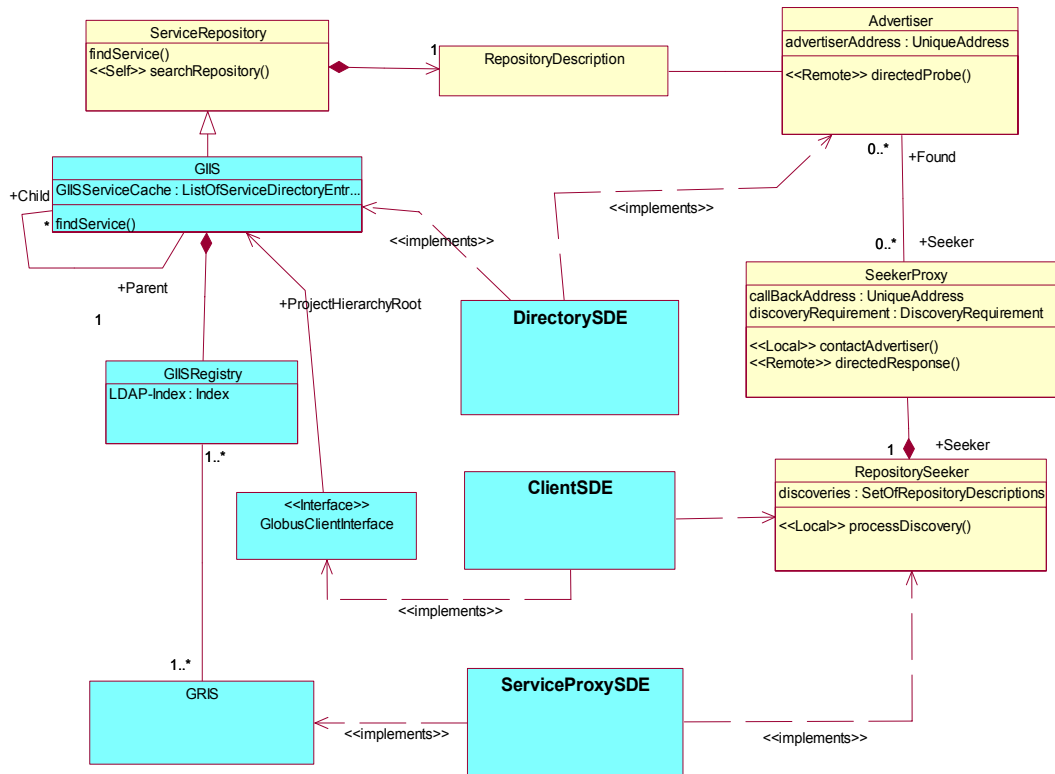 ServiceRepository
findService()
<<Self>> searchRepository()
1
RepositoryDescription
Advertiser
advertiserAddress : UniqueAddress
<<Remote>> directedProbe()
0..*
+Found
GIIS
GIISServiceCache : ListOfServiceDirectoryEntr...
findService()
+Child
*
+Parent
<<implements>>
<<implements>>
0..*
+Seeker
SeekerProxy
callBackAddress : UniqueAddress
discoveryRequirement : DiscoveryRequirement
<<Local>> contactAdvertiser()
<<Remote>> directedResponse()
+ProjectHierarchyRoot
1
DirectorySDE
GIISRegistry
LDAP-Index : Index
1..*
1
+Seeker
RepositorySeeker
discoveries : SetOfRepositoryDescriptions
<<Local>> processDiscovery()
<<Interface>>
GlobusClientInterface
ClientSDE
<<implements>>
1..*
GRIS
ServiceProxySDE
<<implements>>
<<implements>>